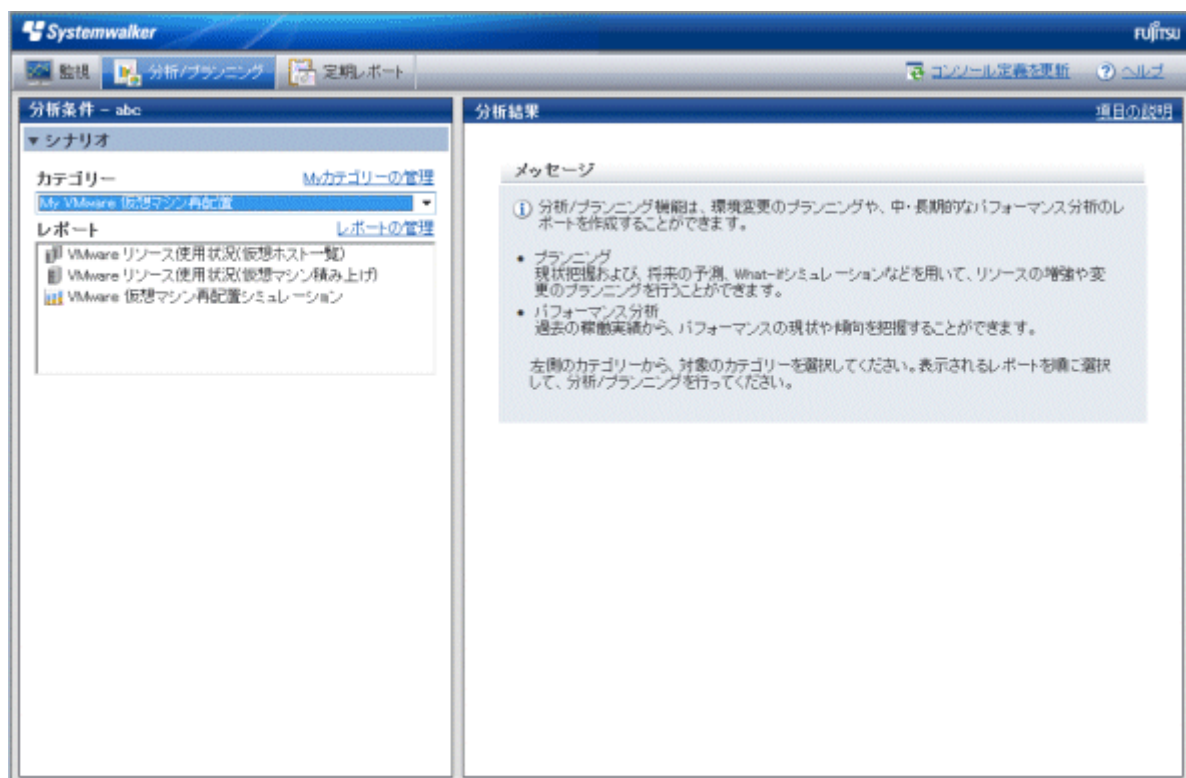 Systemwalker
FUJITSU
監視
分析/プランニング
定期レポート
コンソール定義を更新
ヘルプ
分析条件 - abc
▼ シナリオ
カテゴリー
Myカテゴリーの管理
My VMware 仮想マシン再配置
レポート
レポートの管理
VMware リソース使用状況(仮想ホスト一覧)
VMware リソース使用状況(仮想マシン積み上げ)
VMware 仮想マシン再配置シミュレーション
分析結果
項目の説明
メッセージ
分析/プランニング機能は、環境変更のプランニングや、中・長期的なパフォーマンス分析のレ
ポートを作成することができます。
• プランニング
現状把握および、将来の予測、What-ifシミュレーションなどを用いて、リソースの増強や変
更のプランニングを行うことができます。
• パフォーマンス分析
過去の稼働実績から、パフォーマンスの現状や傾向を把握することができます。
左側のカテゴリーから、対象のカテゴリーを選択してください。表示されるレポートを順に選択
して、分析/プランニングを行ってください。